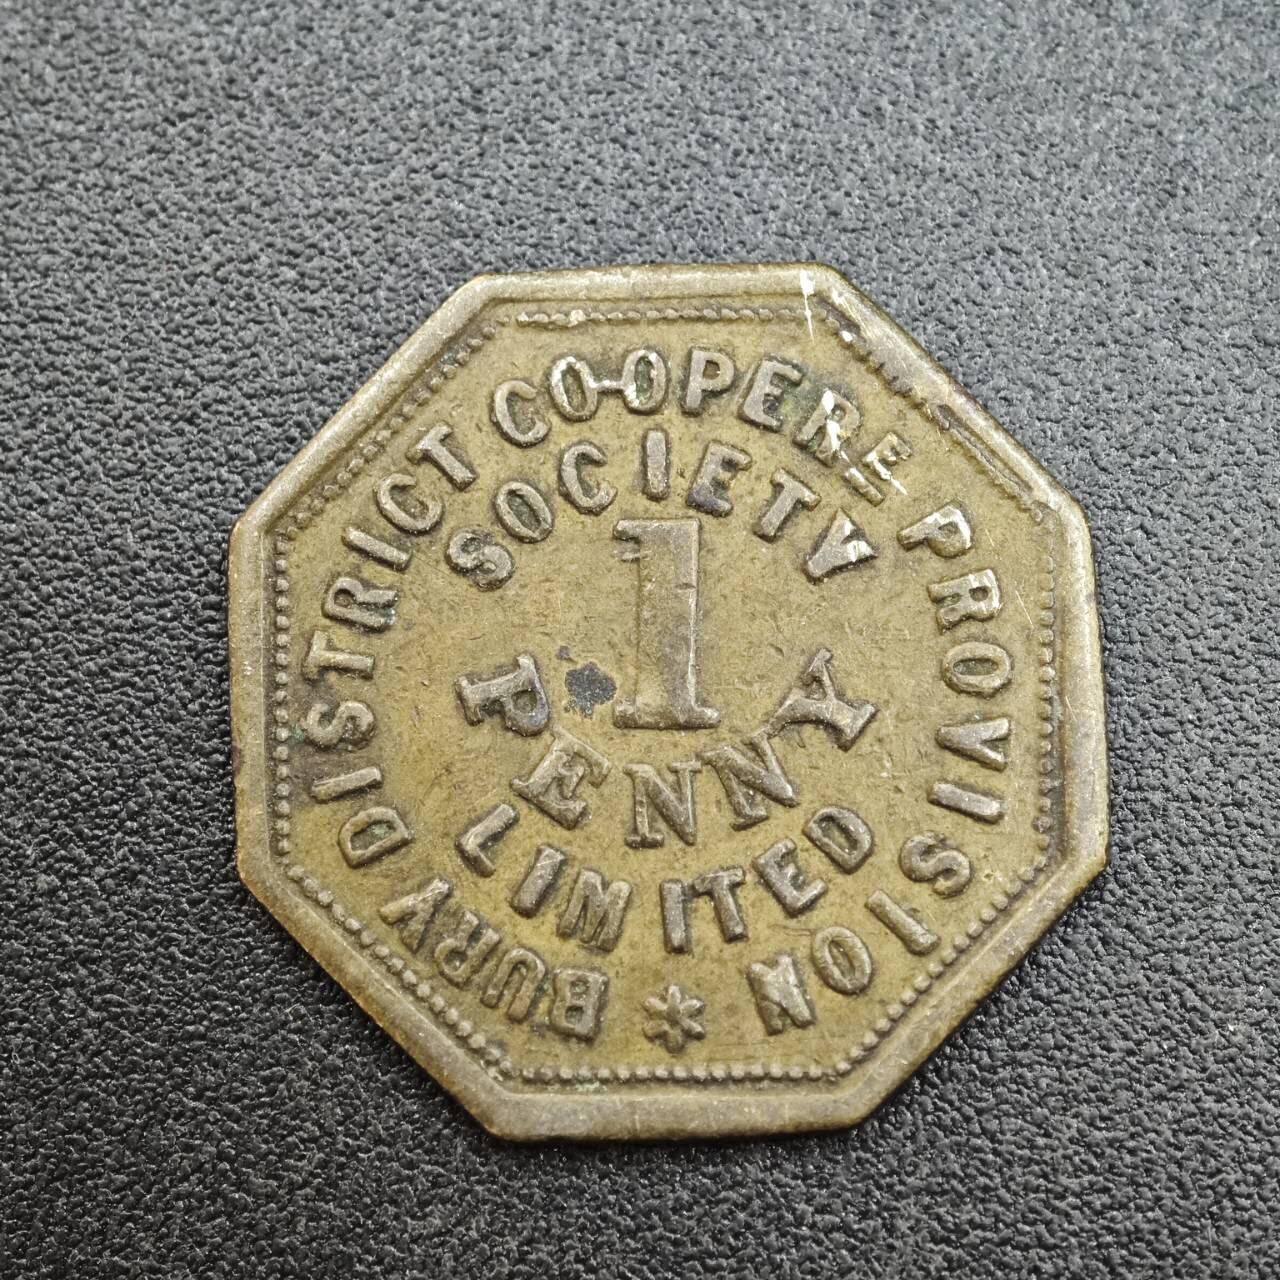 BURY DISTRICT CO-OPERE PROVISION *
SOCIETY
1
PENNY
LIMITED